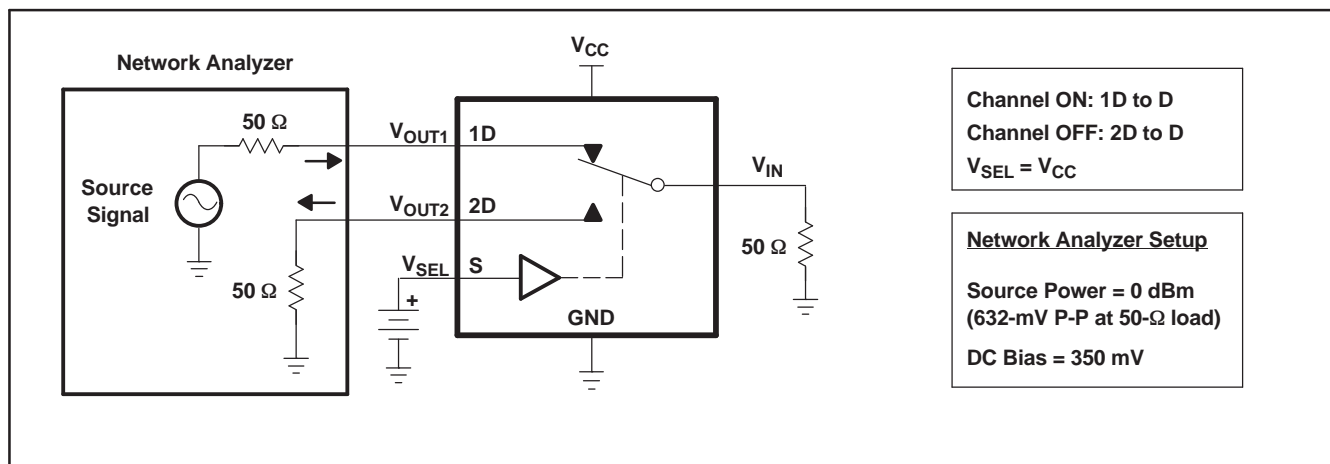 Network Analyzer
50 Ω
Source
Signal
50 Ω
V_OUT1
1D
V_OUT2
2D
V_SEL
S
+
V_CC
GND
V_IN
50 Ω
Channel ON: 1D to D
Channel OFF: 2D to D
V_SEL = V_CC
Network Analyzer Setup
Source Power = 0 dBm
(632-mV P-P at 50-Ω load)
DC Bias = 350 mV